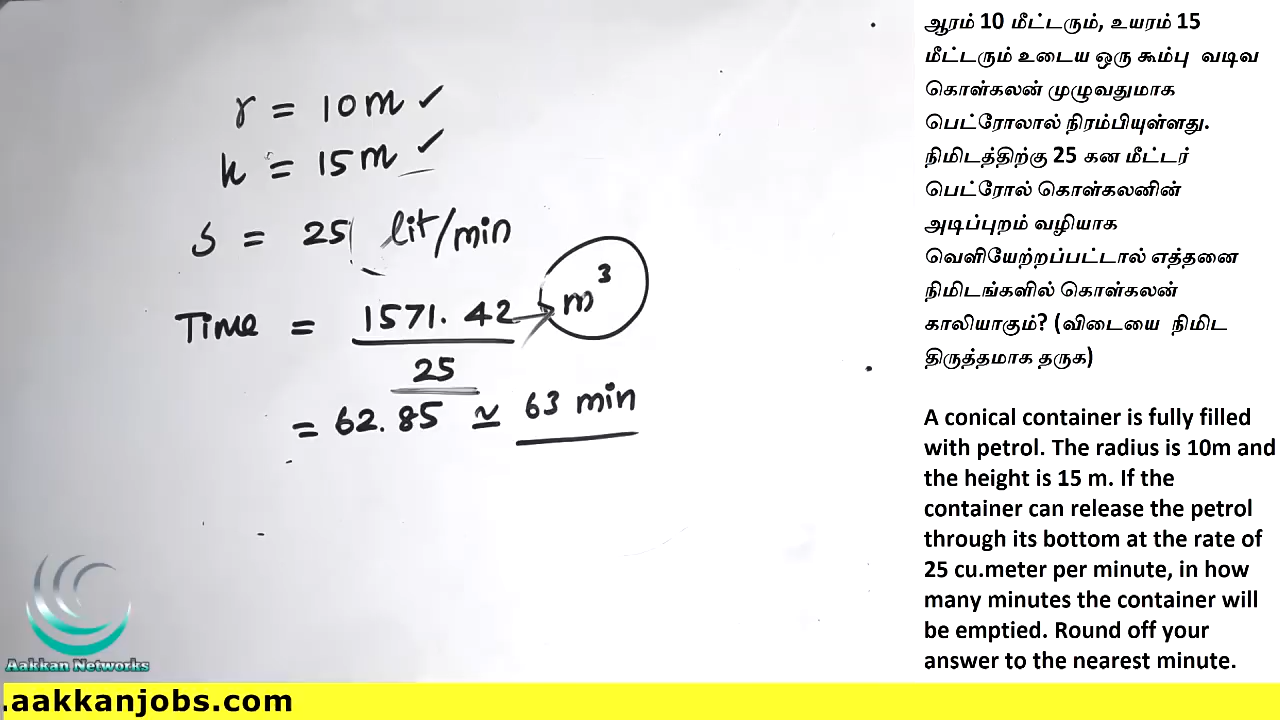 r = 10m ✓
h = 15m ✓
S = 25 lit/min
Time = 1571.42 → m³
25
= 62.85 ≃ 63 min
ஆரம் 10 மீட்டரும், உயரம் 15
மீட்டரும் உடைய ஒரு கூம்பு வடிவ
கொள்கலன் முழுவதுமாக
பெட்ரோலால் நிரம்பியுள்ளது.
நிமிடத்திற்கு 25 கன மீட்டர்
பெட்ரோல் கொள்கலனின்
அடிப்புறம் வழியாக
வெளியேற்றப்பட்டால் எத்தனை
நிமிடங்களில் கொள்கலன்
காலியாகும்? (விடையை நிமிட
திருத்தமாக தருக)
A conical container is fully filled
with petrol. The radius is 10m and
the height is 15 m. If the
container can release the petrol
through its bottom at the rate of
25 cu.meter per minute, in how
many minutes the container will
be emptied. Round off your
answer to the nearest minute.
Aakkan Networks
.aakkanjobs.com